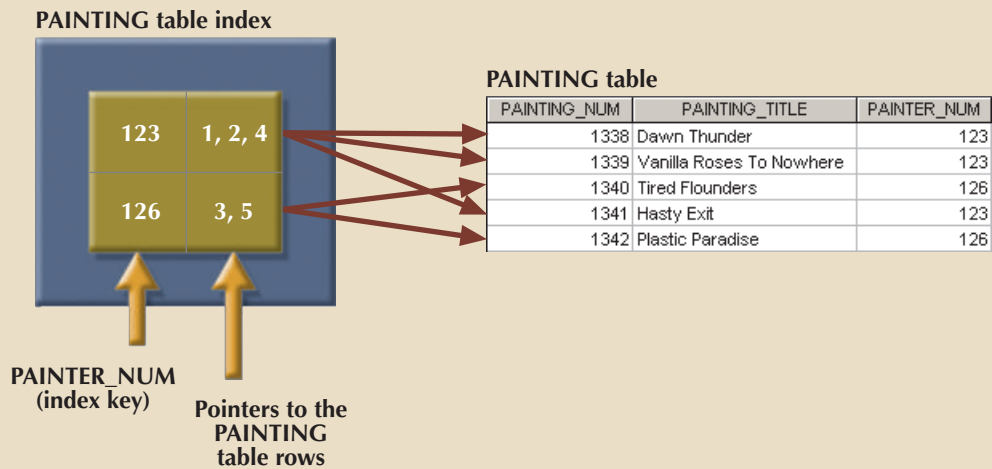 PAINTING table index
123 1, 2, 4
126 3, 5
PAINTER_NUM
(index key)
Pointers to the
PAINTING
table rows
PAINTING table
PAINTING_NUM PAINTING_TITLE PAINTER_NUM
1338 Dawn Thunder 123
1339 Vanilla Roses To Nowhere 123
1340 Tired Flounders 126
1341 Hasty Exit 123
1342 Plastic Paradise 126